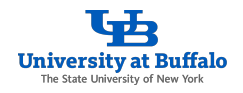 UB
University at Buffalo
The State University of New York